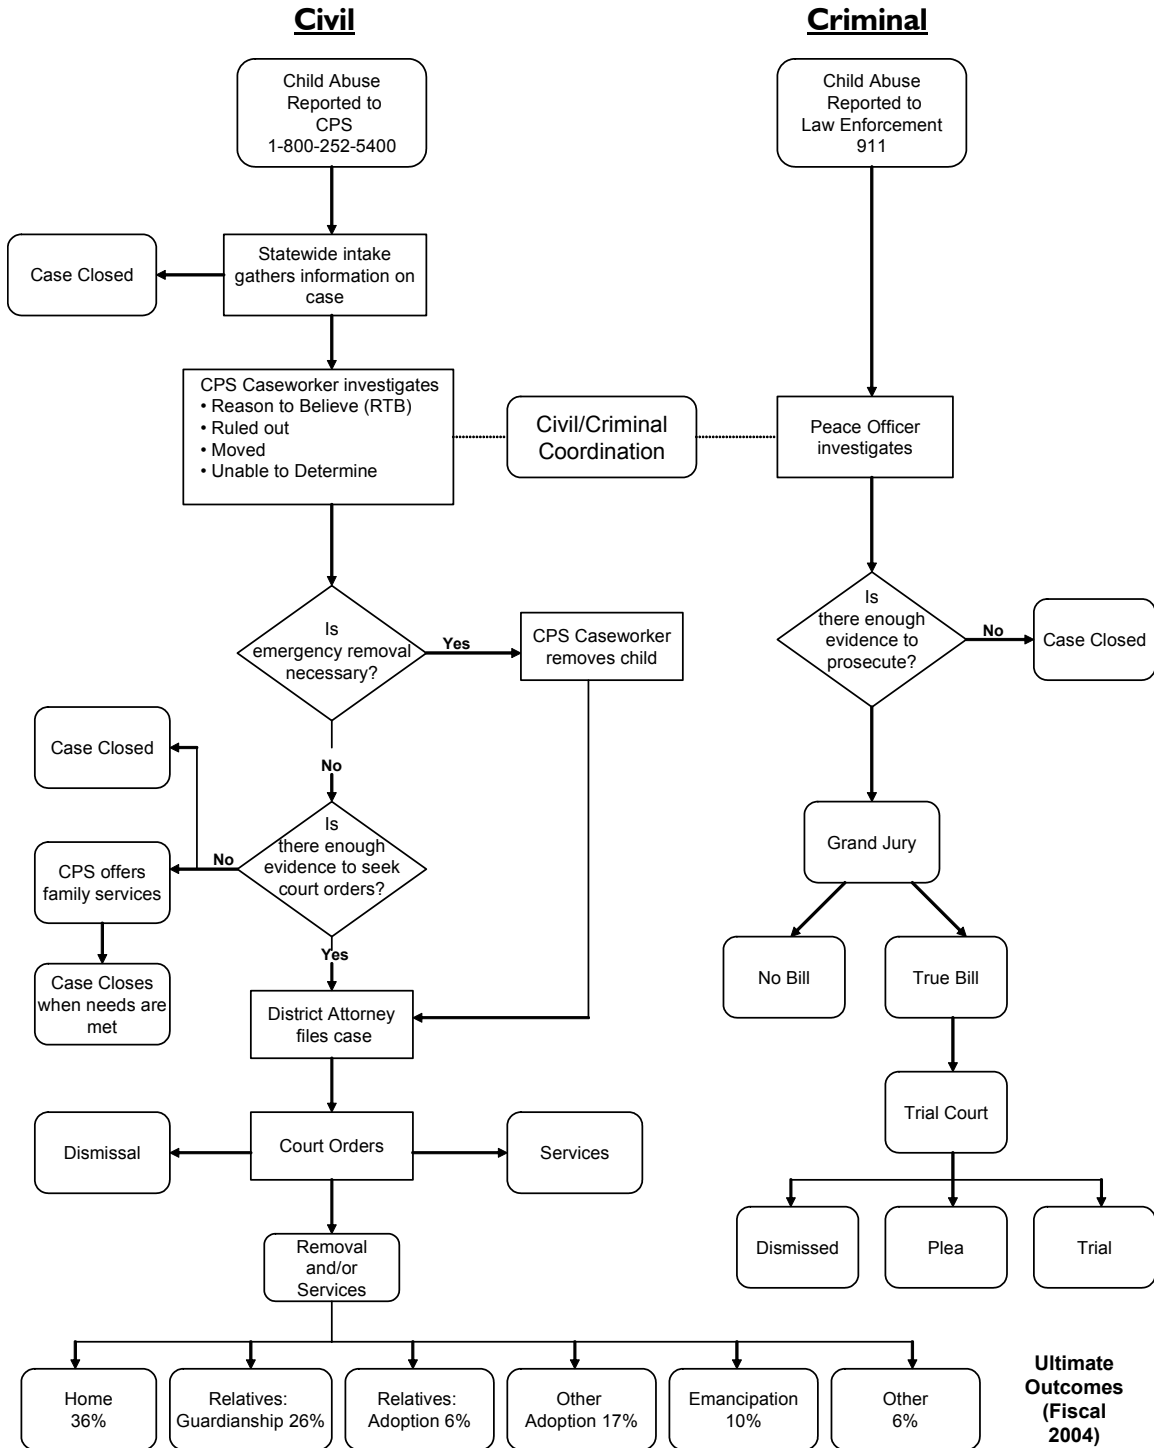 Civil
Criminal
Child Abuse
Reported to
CPS
1-800-252-5400
Child Abuse
Reported to
Law Enforcement
911
Case Closed
Statewide intake
gathers information on
case
CPS Caseworker investigates
• Reason to Believe (RTB)
• Ruled out
• Moved
• Unable to Determine
Civil/Criminal
Coordination
Peace Officer
investigates
Is
emergency removal
necessary?
Yes
CPS Caseworker
removes child
Is
there enough
evidence to
prosecute?
No
Case Closed
Case Closed
No
Is
there enough
evidence to seek
court orders?
No
CPS offers
family services
Yes
Case Closes
when needs are
met
Grand Jury
No Bill
True Bill
District Attorney
files case
Trial Court
Dismissal
Court Orders
Services
Dismissed
Plea
Trial
Removal
and/or
Services
Home
36%
Relatives:
Guardianship 26%
Relatives:
Adoption 6%
Other
Adoption 17%
Emancipation
10%
Other
6%
Ultimate
Outcomes
(Fiscal
2004)